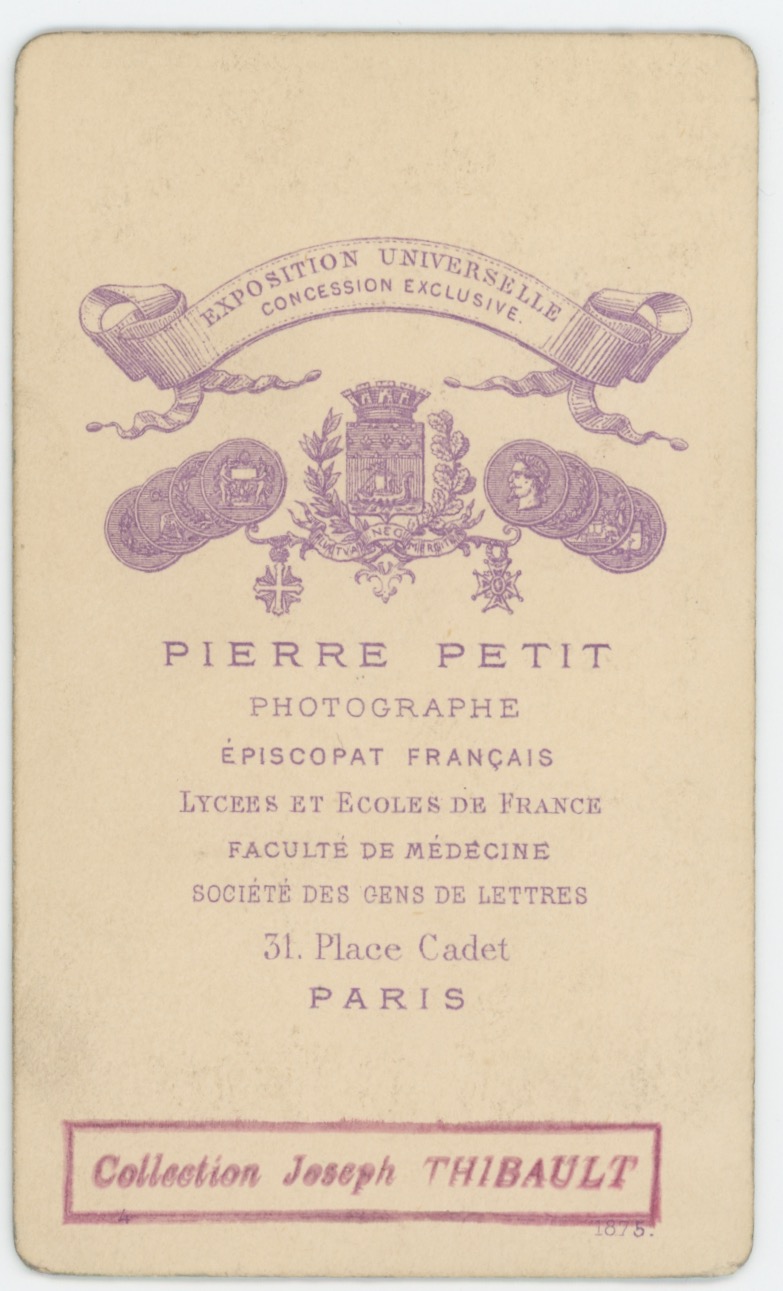 EXPOSITION UNIVERSELLE
CONCESSION EXCLUSIVE.
PIERRE PETIT
PHOTOGRAPHE
ÉPISCOPAT FRANÇAIS
LYCEES ET ECOLES DE FRANCE
FACULTÉ DE MÉDECINE
SOCIÉTÉ DES GENS DE LETTRES
31. Place Cadet
PARIS
Collection Joseph THIBAULT
4
1875.